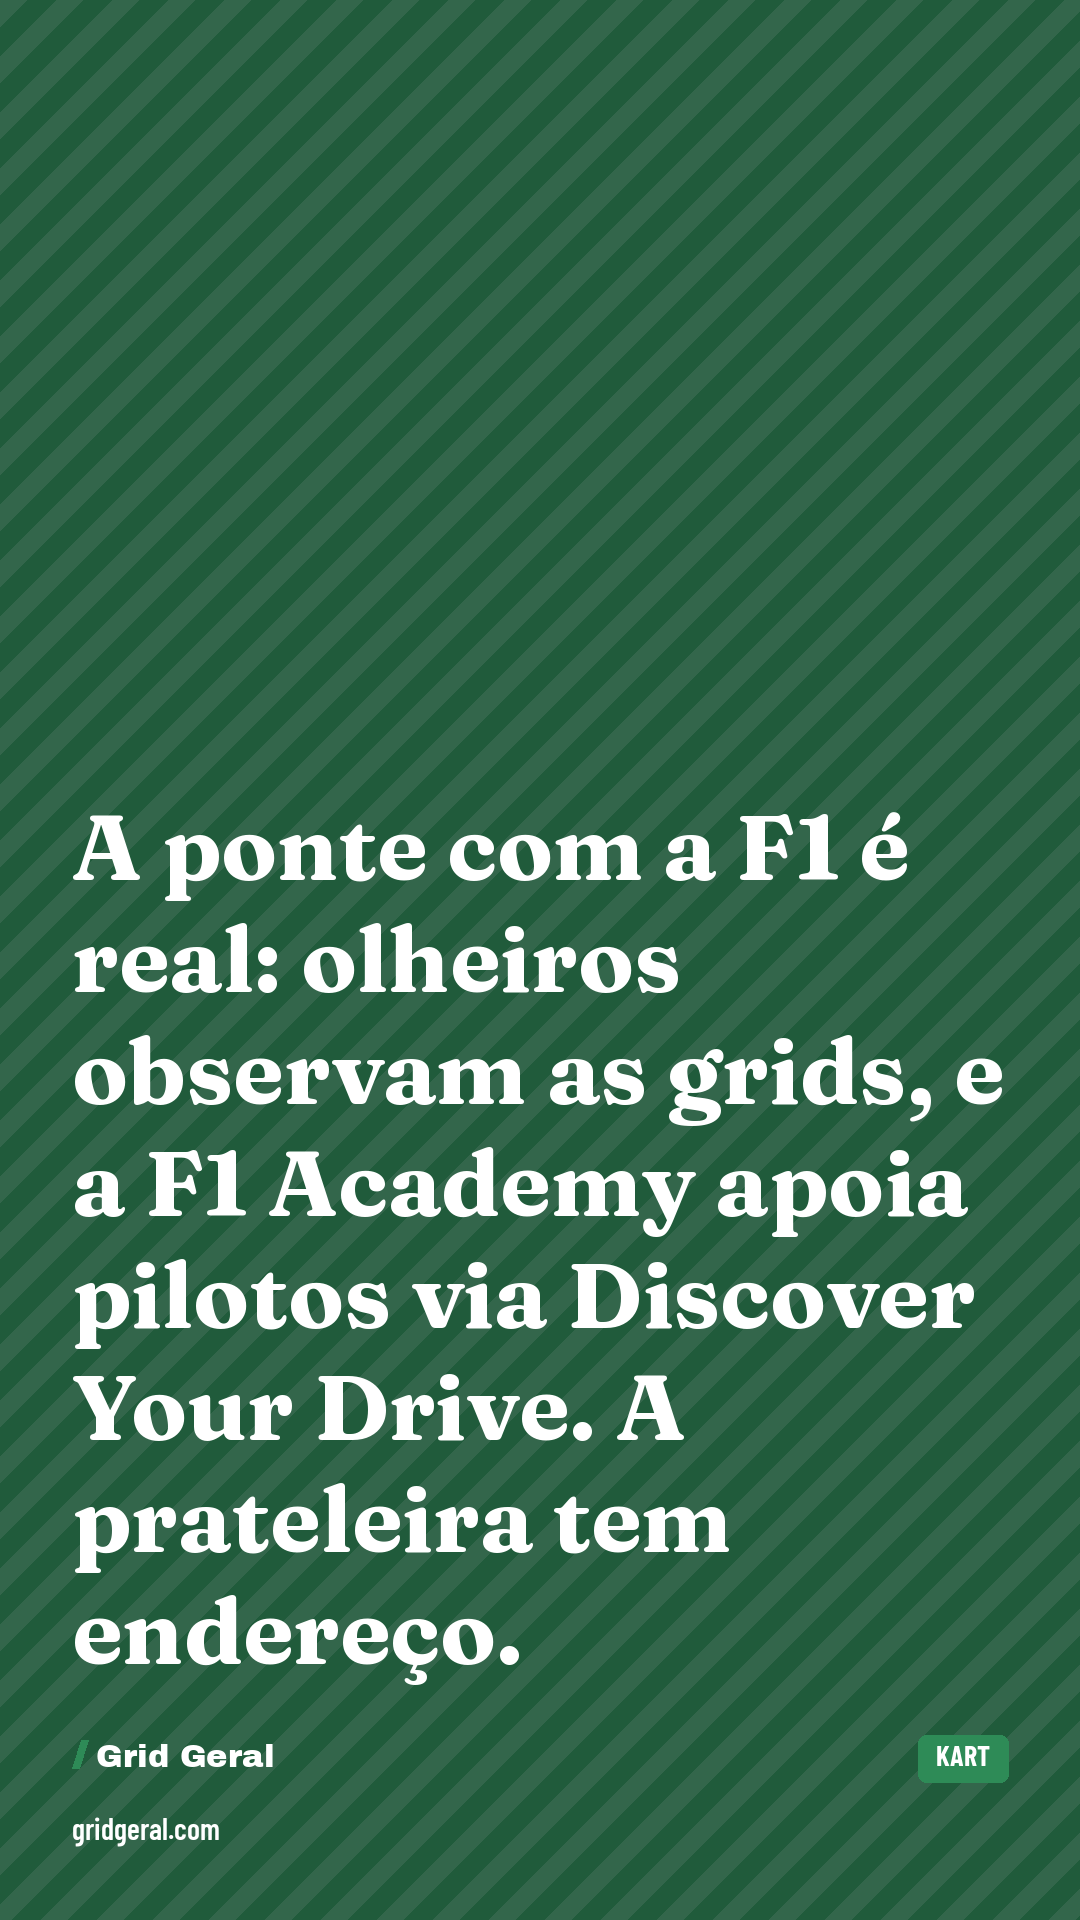 A ponte com a F1 é
real: olheiros
observam as grids, e
a F1 Academy apoia
pilotos via Discover
Your Drive. A
prateleira tem
endereço.
/ Grid Geral
KART
gridgeral.com